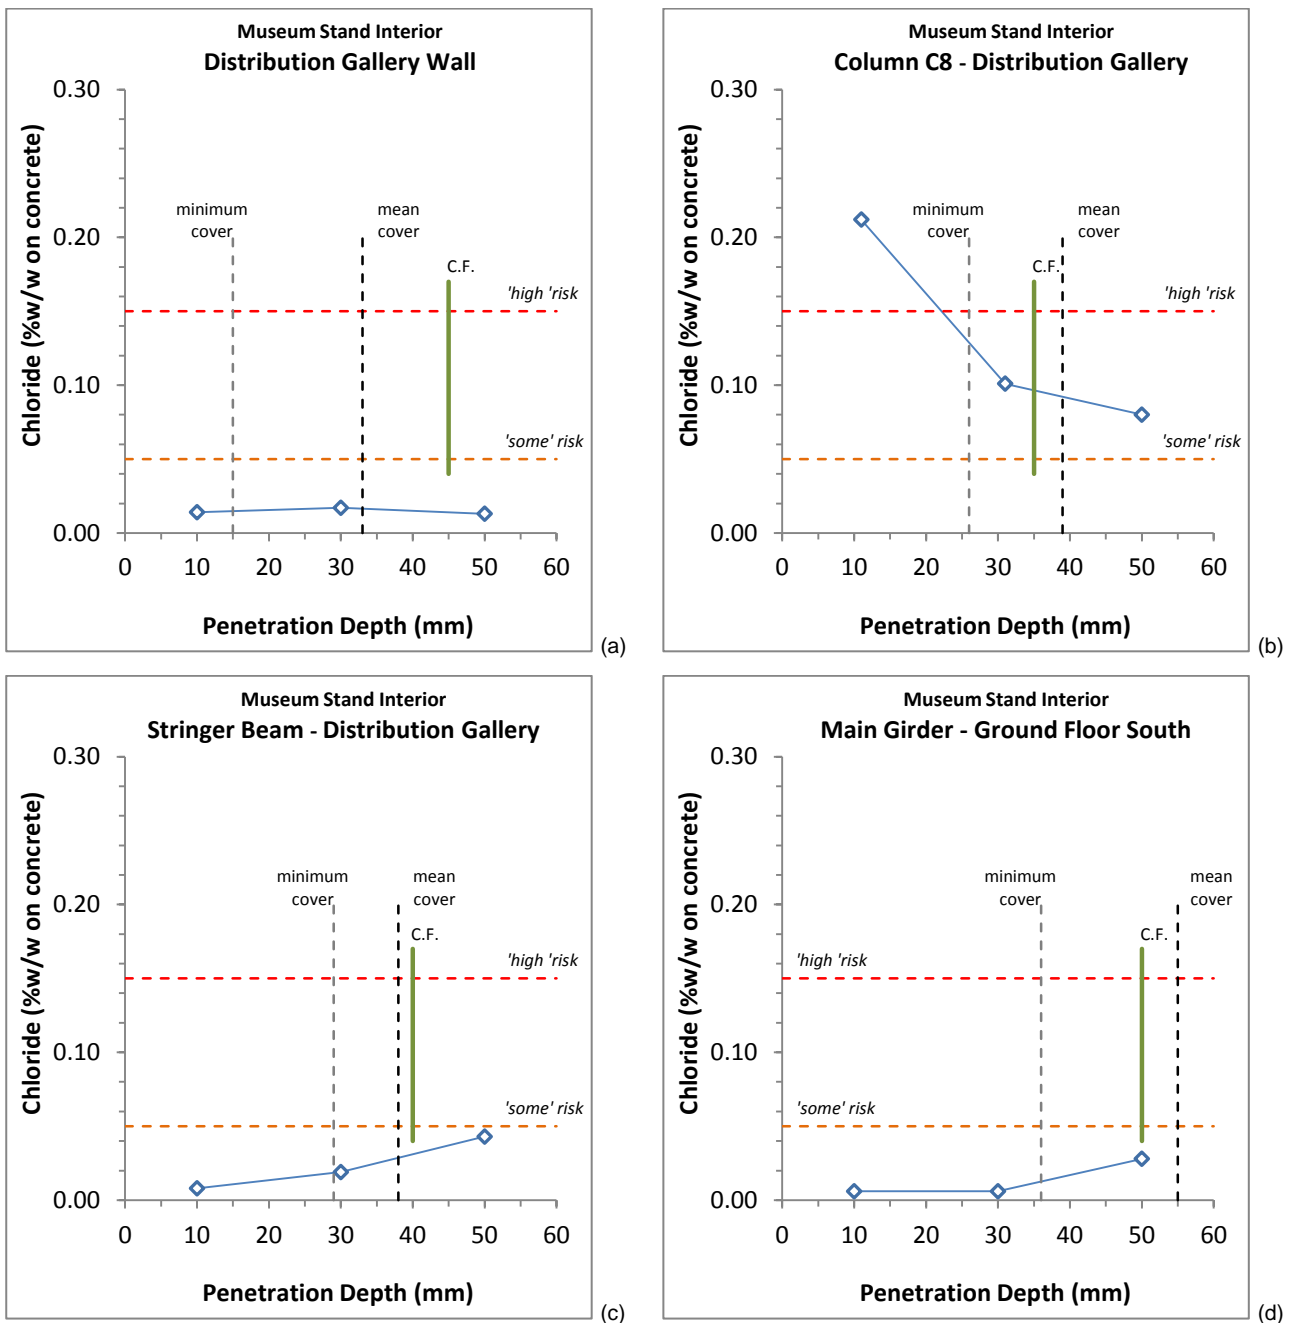 Museum Stand Interior
Distribution Gallery Wall
Chloride (%w/w on concrete)
0.30
0.20
0.10
0.00
minimum
cover
mean
cover
C.F.
'high 'risk
'some' risk
0 10 20 30 40 50 60
Penetration Depth (mm)
(a)
Museum Stand Interior
Column C8 - Distribution Gallery
Chloride (%w/w on concrete)
0.30
0.20
0.10
0.00
minimum
cover
mean
cover
C.F.
'high 'risk
'some' risk
0 10 20 30 40 50 60
Penetration Depth (mm)
(b)
Museum Stand Interior
Stringer Beam - Distribution Gallery
Chloride (%w/w on concrete)
0.30
0.20
0.10
0.00
minimum
cover
mean
cover
C.F.
'high 'risk
'some' risk
0 10 20 30 40 50 60
Penetration Depth (mm)
(c)
Museum Stand Interior
Main Girder - Ground Floor South
Chloride (%w/w on concrete)
0.30
0.20
0.10
0.00
minimum
cover
mean
cover
C.F.
'high 'risk
'some' risk
0 10 20 30 40 50 60
Penetration Depth (mm)
(d)